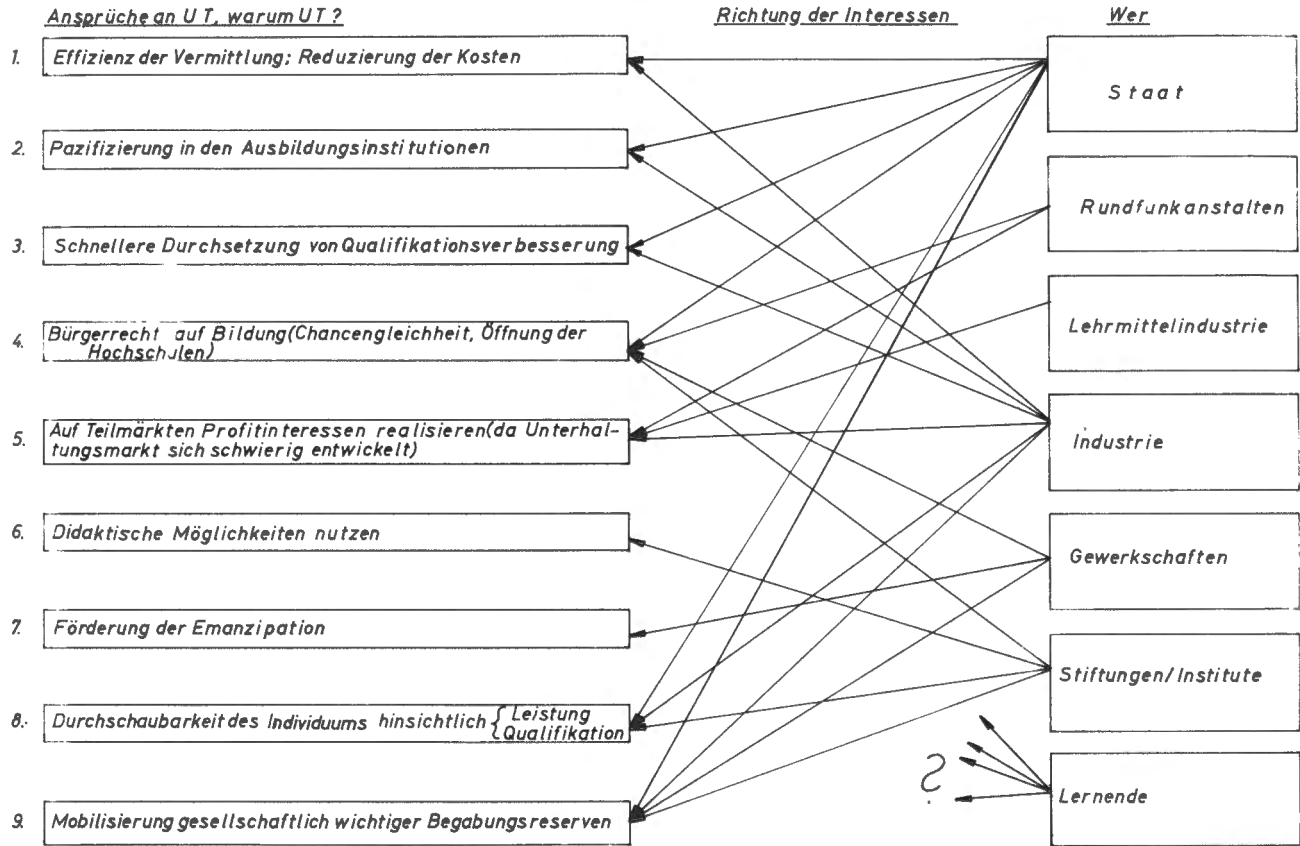 Ansprüche an UT, warum UT?
Richtung der Interessen
Wer
1. Effizienz der Vermittlung; Reduzierung der Kosten
2. Pazifizierung in den Ausbildungsinstitutionen
3. Schnellere Durchsetzung von Qualifikationsverbesserung
4. Bürgerrecht auf Bildung (Chancengleichheit, Öffnung der
Hochschulen)
5. Auf Teilmärkten Profitinteressen realisieren (da Unterhal-
tungsmarkt sich schwierig entwickelt)
6. Didaktische Möglichkeiten nutzen
7. Förderung der Emanzipation
8. Durchschaubarkeit des Individuums hinsichtlich { Leistung
Qualifikation
9. Mobilisierung gesellschaftlich wichtiger Begabungsreserven
Staat
Rundfunkanstalten
Lehrmittelindustrie
Industrie
Gewerkschaften
Stiftungen/Institute
?
Lernende